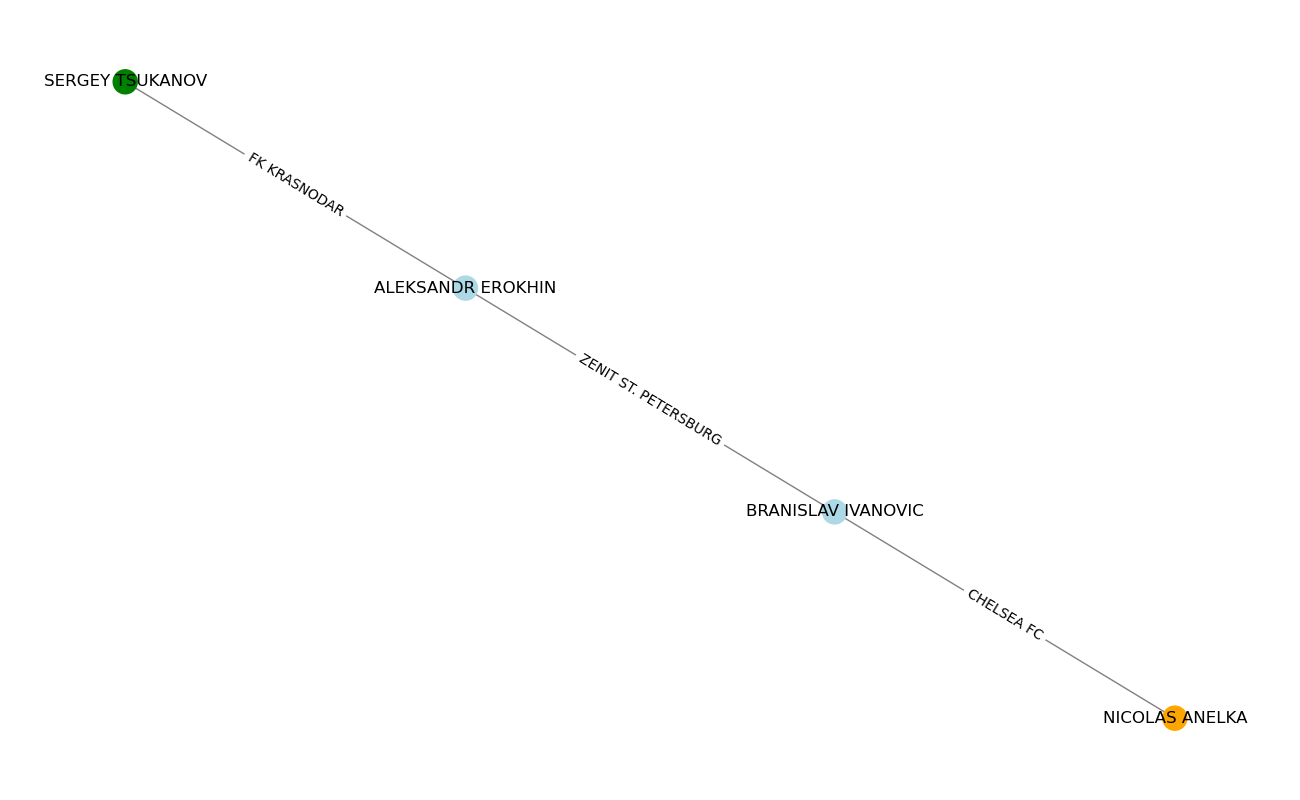 SERGEY TSUKANOV
FK KRASNODAR
ALEKSANDR EROKHIN
ZENIT ST. PETERSBURG
BRANISLAV IVANOVIC
CHELSEA FC
NICOLAS ANELKA